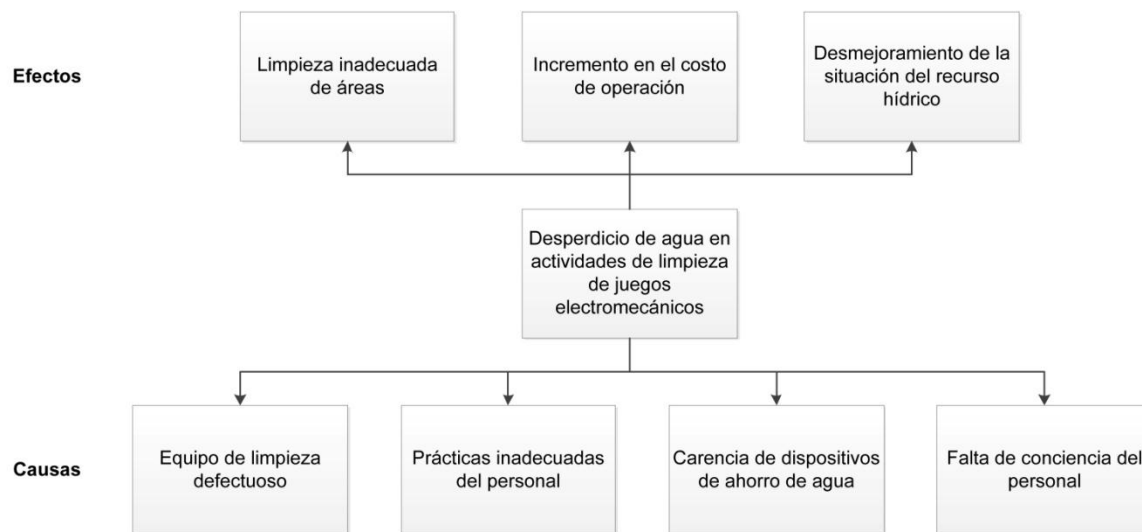 Efectos
Limpieza inadecuada
de áreas
Incremento en el costo
de operación
Desmejoramiento de la
situación del recurso
hídrico
Desperdicio de agua en
actividades de limpieza
de juegos
electromecánicos
Causas
Equipo de limpieza
defectuoso
Prácticas inadecuadas
del personal
Carencia de dispositivos
de ahorro de agua
Falta de conciencia del
personal